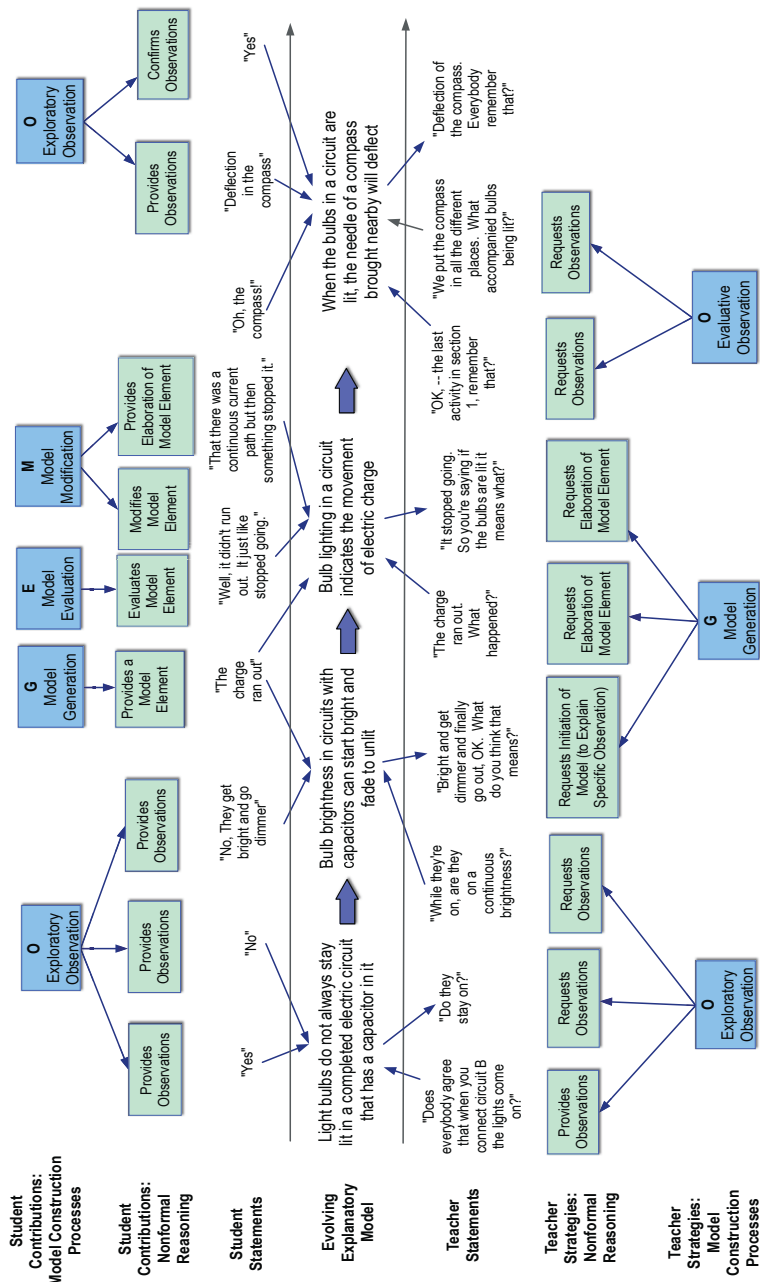 Student
Contributions:
Model Construction
Processes
O
Exploratory
Observation
G
Model
Generation
E
Model
Evaluation
M
Model
Modification
O
Exploratory
Observation
Student
Contributions:
Nonformal
Reasoning
Provides
Observations
Provides
Observations
Provides
Observations
Provides a
Model
Element
Evaluates
Model
Element
Modifies
Model
Element
Provides
Elaboration of
Model Element
Provides
Observations
Confirms
Observations
Student
Statements
"Yes"
"No"
"No, They get
bright and go
dimmer"
"The
charge
ran out"
"Well, it didn't run
out. It just like
stopped going."
"That there was a
continuous current
path but then
something stopped it."
"Oh, the
compass!"
"Deflection
in the
compass"
"Yes"
Evolving
Explanatory
Model
Light bulbs do not always stay
lit in a completed electric circuit
that has a capacitor in it
Bulb brightness in circuits with
capacitors can start bright and
fade to unlit
Bulb lighting in a circuit
indicates the movement
of electric charge
When the bulbs in a circuit are
lit, the needle of a compass
brought nearby will deflect
Teacher
Statements
"Does
everybody agree
that when you
connect circuit B
the lights come
on?"
"Do they
stay on?"
"While they're
on, are they
on a
continuous
brightness?"
"Bright and get
dimmer and finally
go out, OK. What
do you think that
means?"
"The charge
ran out.
What
happened?"
"It stopped going.
So you're saying if
the bulbs are lit it
means what?"
"OK, -- the last
activity in section
1, remember
that?"
"We put the compass
in all the different
places. What
accompanied bulbs
being lit?"
"Deflection of
the compass.
Everybody
remember
that?"
Teacher
Strategies:
Nonformal
Reasoning
Provides
Observations
Requests
Observations
Requests
Observations
Requests Initiation of
Model (to Explain
Specific Observation)
Requests
Elaboration of
Model Element
Requests
Elaboration of
Model Element
Requests
Observations
Requests
Observations
Teacher
Strategies:
Model
Construction
Processes
O
Exploratory
Observation
G
Model
Generation
O
Evaluative
Observation